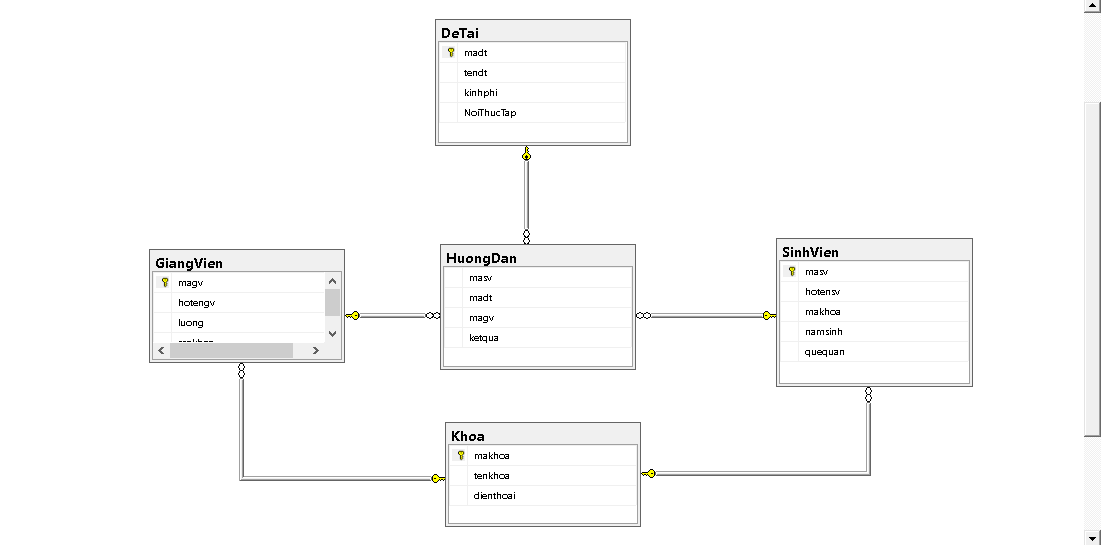 DeTai
madt
tendt
kinhphi
NoiThucTap
GiangVien
magv
hotengv
luong
HuongDan
masv
madt
magv
ketqua
SinhVien
masv
hotensv
makhoa
namsinh
quequan
Khoa
makhoa
tenkhoa
dienthoai